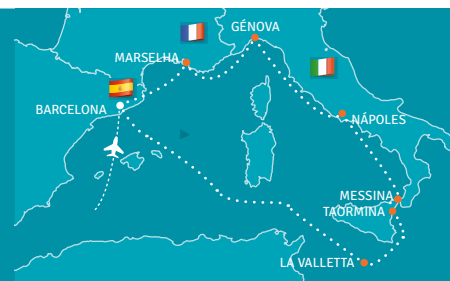 GÉNOVA
MARSELHA
BARCELONA
NÁPOLES
MESSINA
TAORMINA
LA VALLETTA